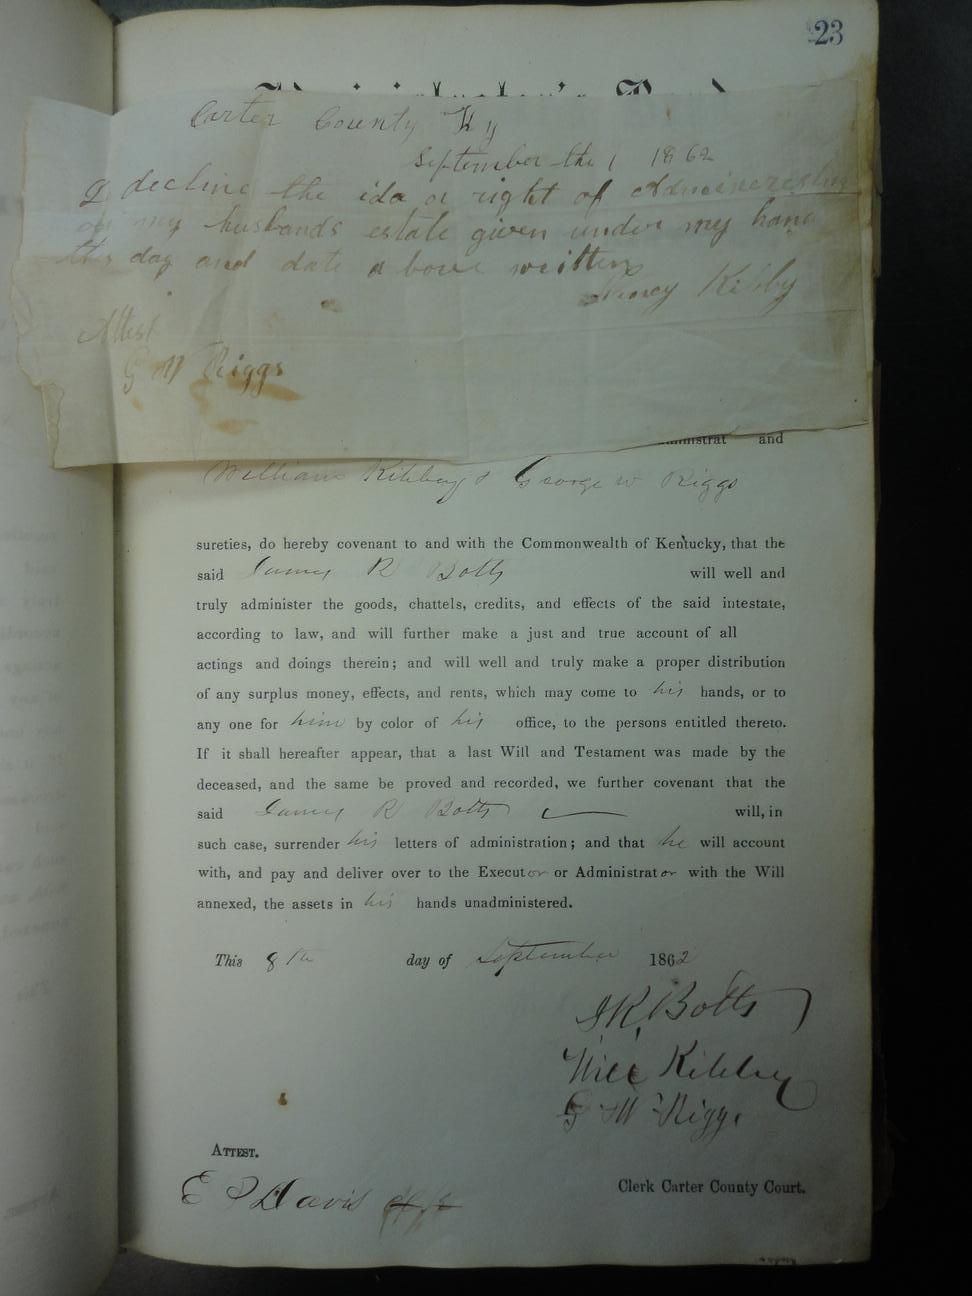 23
Carter County Ky
September the 1 1862
I decline the ida or right of Admineresting
on my husbands estate given under my hand
this day and date above written
Nancy Kibby
Attest
G W Riggs
and
William Kibbey & George W Riggs
sureties, do hereby covenant to and with the Commonwealth of Kentucky, that the
said James R Botts will well and
truly administer the goods, chattels, credits, and effects of the said intestate,
according to law, and will further make a just and true account of all
actings and doings therein; and will well and truly make a proper distribution
of any surplus money, effects, and rents, which may come to his hands, or to
any one for him by color of his office, to the persons entitled thereto.
If it shall hereafter appear, that a last Will and Testament was made by the
deceased, and the same be proved and recorded, we further covenant that the
said James R Botts will, in
such case, surrender his letters of administration; and that he will account
with, and pay and deliver over to the Executor or Administrator with the Will
annexed, the assets in his hands unadministered.
This 8th day of September 1862
J R, Botts
Will Kibbey
G W Riggs
ATTEST.
E Davis
Clerk Carter County Court.